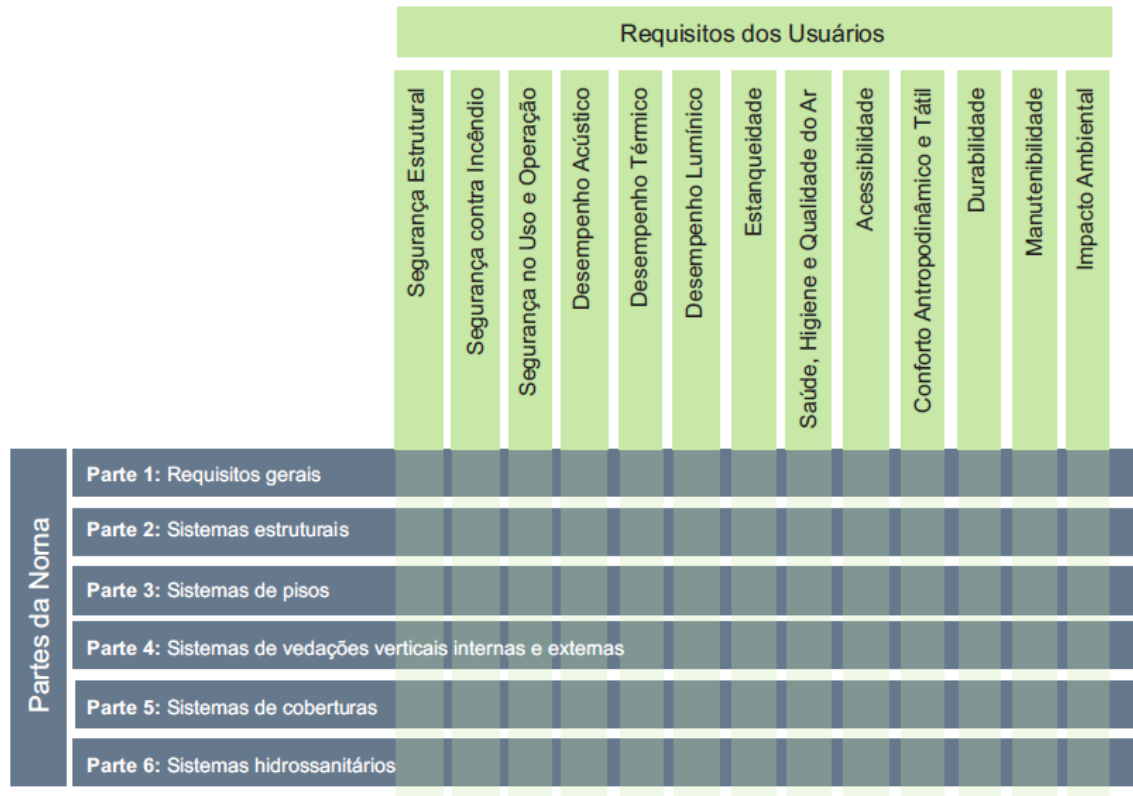 Requisitos dos Usuários
Segurança Estrutural
Segurança contra Incêndio
Segurança no Uso e Operação
Desempenho Acústico
Desempenho Térmico
Desempenho Lumínico
Estanqueidade
Saúde, Higiene e Qualidade do Ar
Acessibilidade
Conforto Antropodinâmico e Tátil
Durabilidade
Manutenibilidade
Impacto Ambiental
Partes da Norna
Parte 1: Requisitos gerais
Parte 2: Sistemas estruturais
Parte 3: Sistemas de pisos
Parte 4: Sistemas de vedações verticais internas e externas
Parte 5: Sistemas de coberturas
Parte 6: Sistemas hidrossanitários